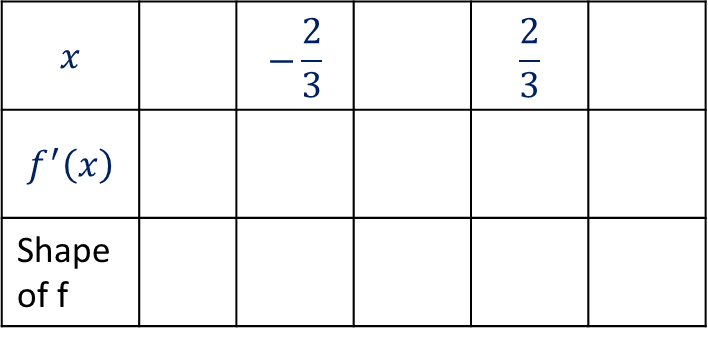 x −2/3 2/3
f′(x)
Shape
of f